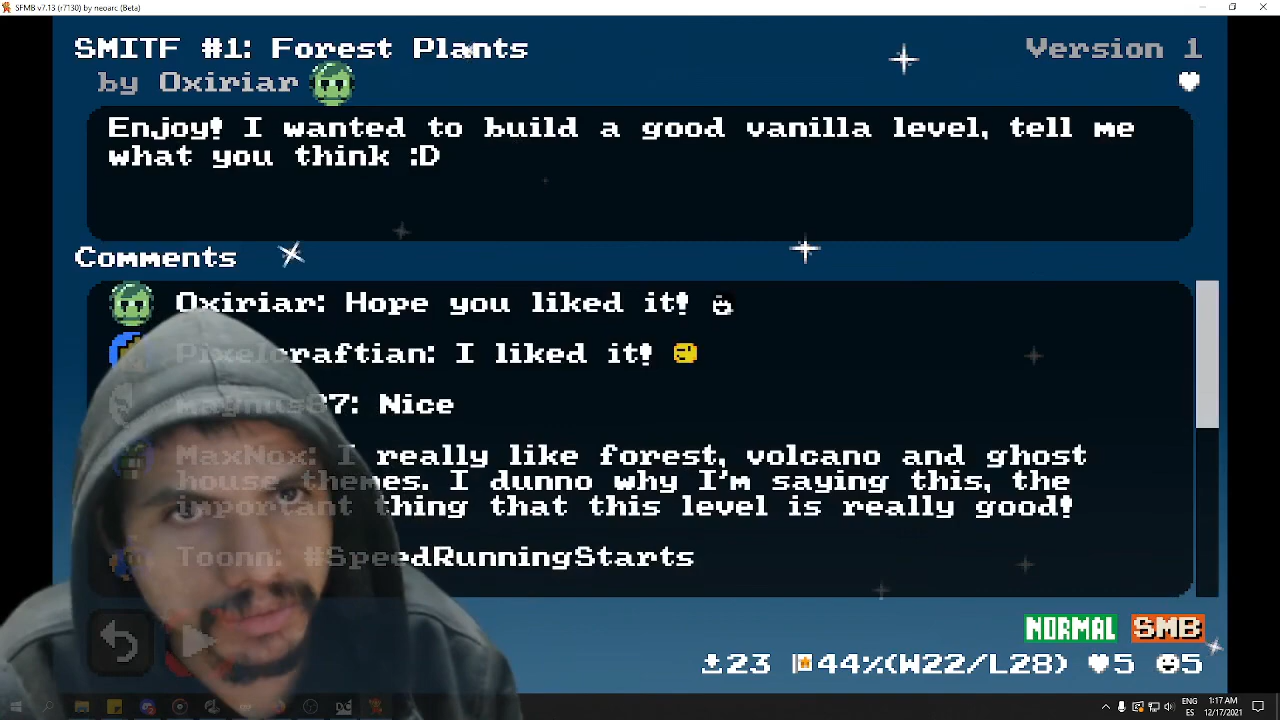 SFMB v7.13 (r7130) by neoarc (Beta)
SMITF #1: Forest Plants
Version 1
by Oxiriar
Enjoy! I wanted to build a good vanilla level, tell me
what you think :D
Comments
Oxiriar: Hope you liked it!
Pixelcraftian: I liked it!
magnus87: Nice
MaxNox: I really like forest, volcano and ghost
house themes. I dunno why I'm saying this, the
important thing that this level is really good!
Toonn: #SpeedRunningStarts
NORMAL SMB
23 44%(W22/L28) 5 5
ENG
ES
1:17 AM
12/17/2021